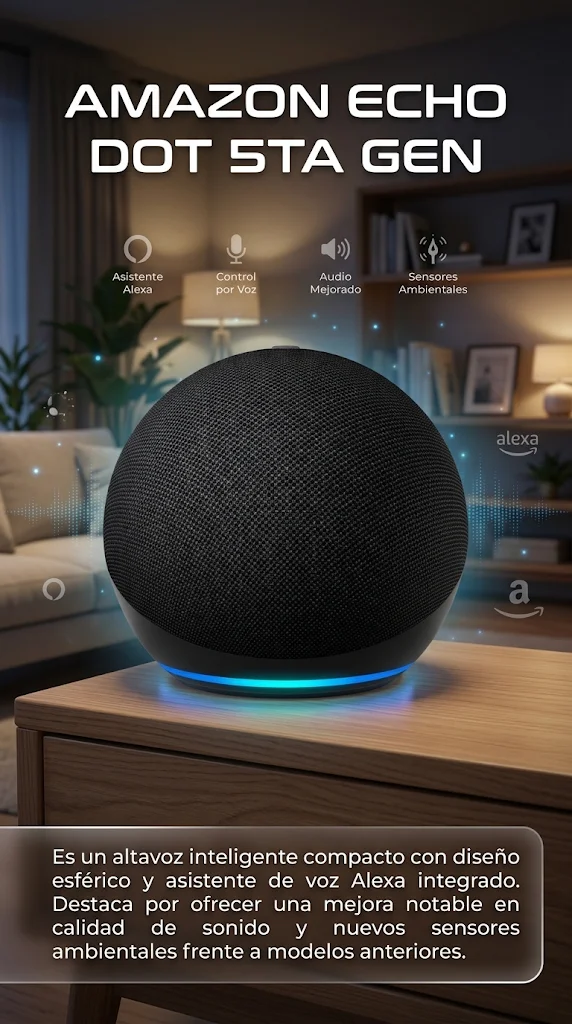 AMAZON ECHO
DOT 5TA GEN
Asistente
Alexa
Control
por Voz
Audio
Mejorado
Sensores
Ambientales
alexa
a
Es un altavoz inteligente compacto con diseño
esférico y asistente de voz Alexa integrado.
Destaca por ofrecer una mejora notable en
calidad de sonido y nuevos sensores
ambientales frente a modelos anteriores.